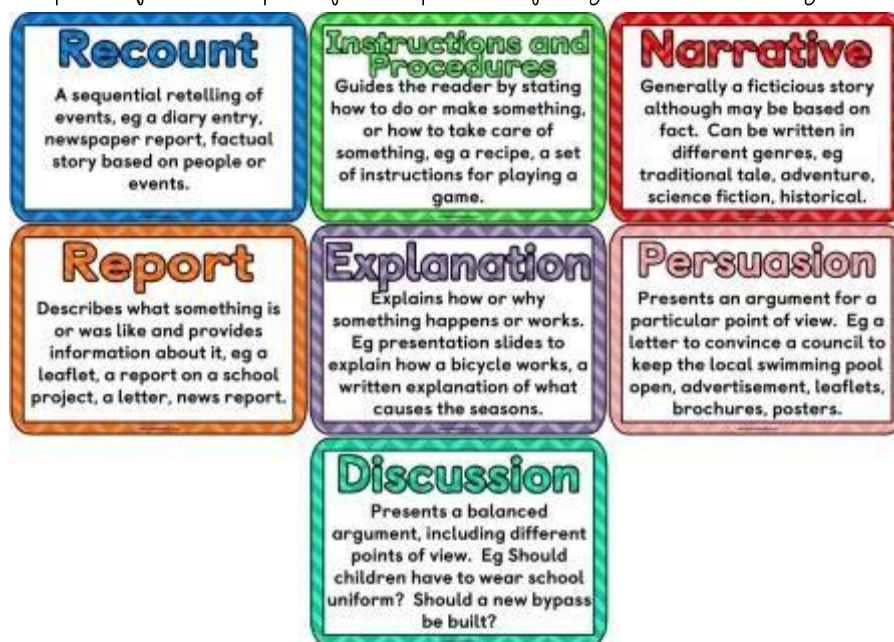 Recount
A sequential retelling of
events, eg a diary entry,
newspaper report, factual
story based on people or
events.
Instructions and
Procedures
Guides the reader by stating
how to do or make something,
or how to take care of
something, eg a recipe, a set
of instructions for playing a
game.
Narrative
Generally a ficticious story
although may be based on
fact. Can be written in
different genres, eg
traditional tale, adventure,
science fiction, historical.
Report
Describes what something is
or was like and provides
information about it, eg a
leaflet, a report on a school
project, a letter, news report.
Explanation
Explains how or why
something happens or works.
Eg presentation slides to
explain how a bicycle works, a
written explanation of what
causes the seasons.
Persuasion
Presents an argument for a
particular point of view. Eg a
letter to convince a council to
keep the local swimming pool
open, advertisement, leaflets,
brochures, posters.
Discussion
Presents a balanced
argument, including different
points of view. Eg Should
children have to wear school
uniform? Should a new bypass
be built?